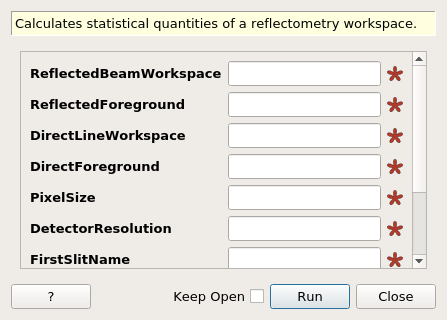 Calculates statistical quantities of a reflectometry workspace.
ReflectedBeamWorkspace
ReflectedForeground
DirectLineWorkspace
DirectForeground
PixelSize
DetectorResolution
FirstSlitName
? Keep Open Run Close